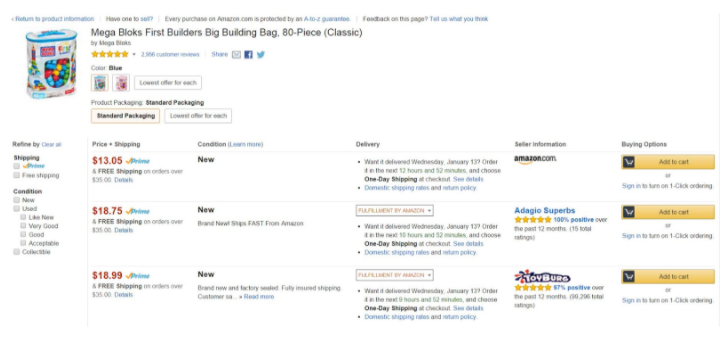 ‹ Return to product information | Have one to sell? | Every purchase on Amazon.com is protected by an A-to-z guarantee. | Feedback on this page? Tell us what you think
Mega Bloks First Builders Big Building Bag, 80-Piece (Classic)
by Mega Bloks
2,956 customer reviews | Share
Color: Blue
Lowest offer for each
Product Packaging: Standard Packaging
Standard Packaging
Lowest offer for each
Refine by Clear all
Shipping
Prime
Free shipping
Condition
New
Used
Like New
Very Good
Good
Acceptable
Collectible
Price + Shipping
Condition (Learn more)
Delivery
Seller Information
Buying Options
$13.05 Prime
& FREE Shipping on orders over
$35.00. Details
New
• Want it delivered Wednesday, January 13? Order
it in the next 12 hours and 52 minutes, and choose
One-Day Shipping at checkout. See details
• Domestic shipping rates and return policy.
amazon.com.
Add to cart
or
Sign in to turn on 1-Click ordering.
$18.75 Prime
& FREE Shipping on orders over
$35.00. Details
New
Brand New! Ships FAST From Amazon
FULFILLMENT BY AMAZON
• Want it delivered Wednesday, January 13? Order
it in the next 10 hours and 52 minutes, and choose
One-Day Shipping at checkout. See details
• Domestic shipping rates and return policy.
Adagio Superbs
100% positive over
the past 12 months. (15 total
ratings)
Add to cart
or
Sign in to turn on 1-Click ordering.
$18.99 Prime
& FREE Shipping on orders over
$35.00. Details
New
Brand new and factory sealed. Fully insured shipping
Customer sa... » Read more
FULFILLMENT BY AMAZON
• Want it delivered Wednesday, January 13? Order
it in the next 9 hours and 52 minutes, and choose
One-Day Shipping at checkout. See details
• Domestic shipping rates and return policy.
ToyBurg
97% positive over
the past 12 months. (99,296 total
ratings)
Add to cart
or
Sign in to turn on 1-Click ordering.